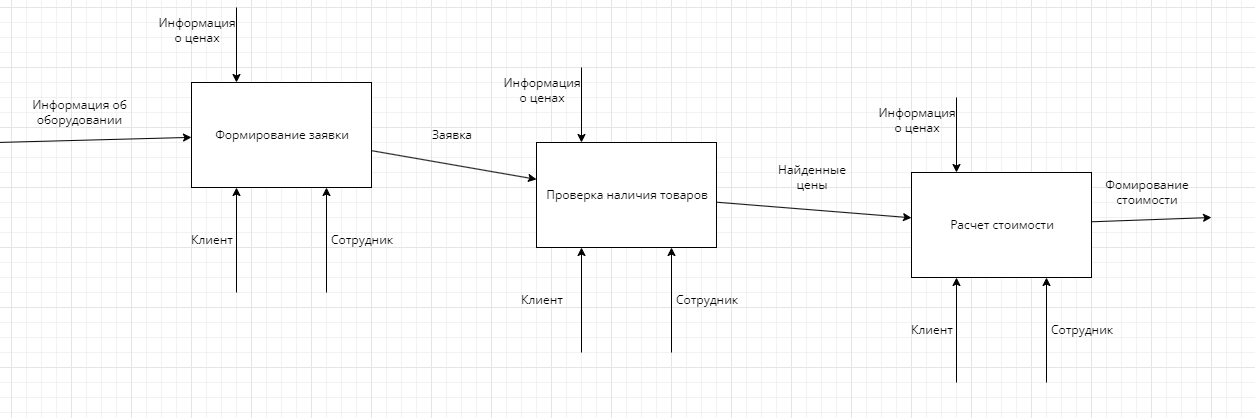 Информация
о ценах
Информация об
оборудовании
Формирование заявки
Клиент
Сотрудник
Заявка
Информация
о ценах
Проверка наличия товаров
Клиент
Сотрудник
Найденные
цены
Информация
о ценах
Расчет стоимости
Клиент
Сотрудник
Фомирование
стоимости